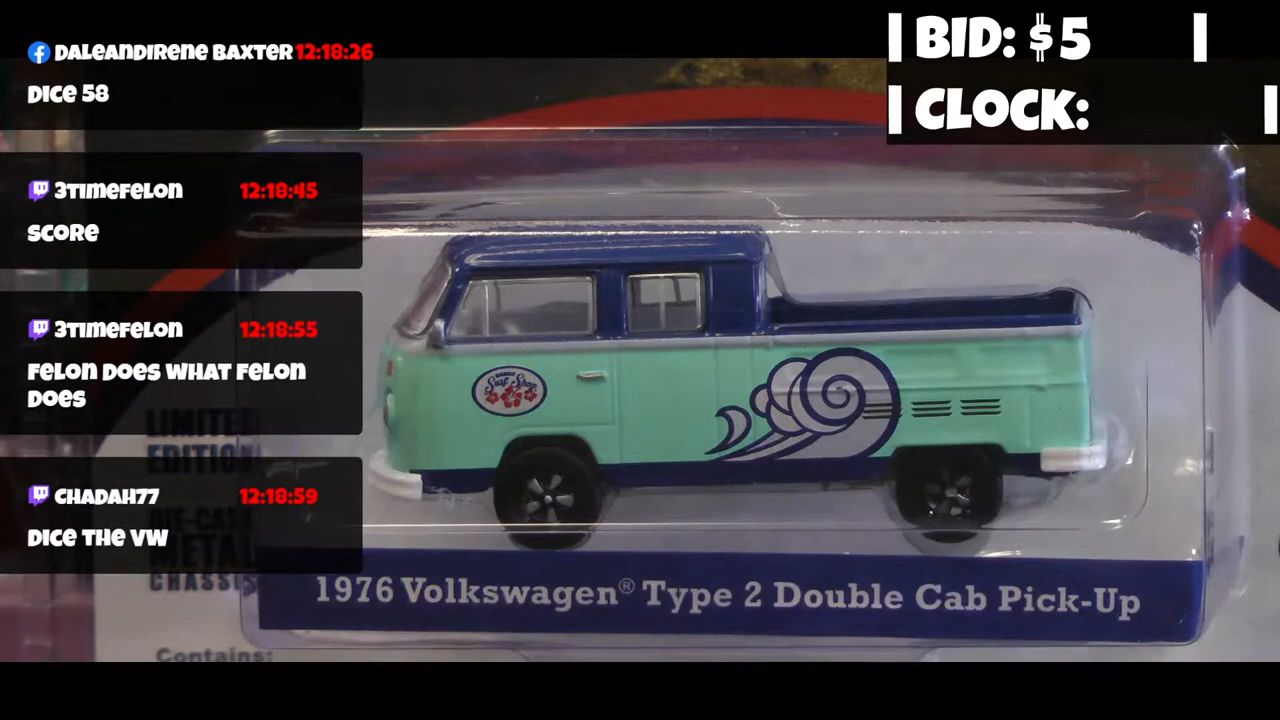 DALEANDIRENE BAXTER 12:18:26
DICE 58
3TIMEFELON 12:18:45
SCORE
3TIMEFELON 12:18:55
FELON DOES WHAT FELON
DOES
CHADAH77 12:18:59
DICE THE VW
| BID: $5 |
| CLOCK: |
Surf Shop
LIMITED
EDITION
DIE-CAST
METAL
CHASSIS
1976 Volkswagen® Type 2 Double Cab Pick-Up
Contains: